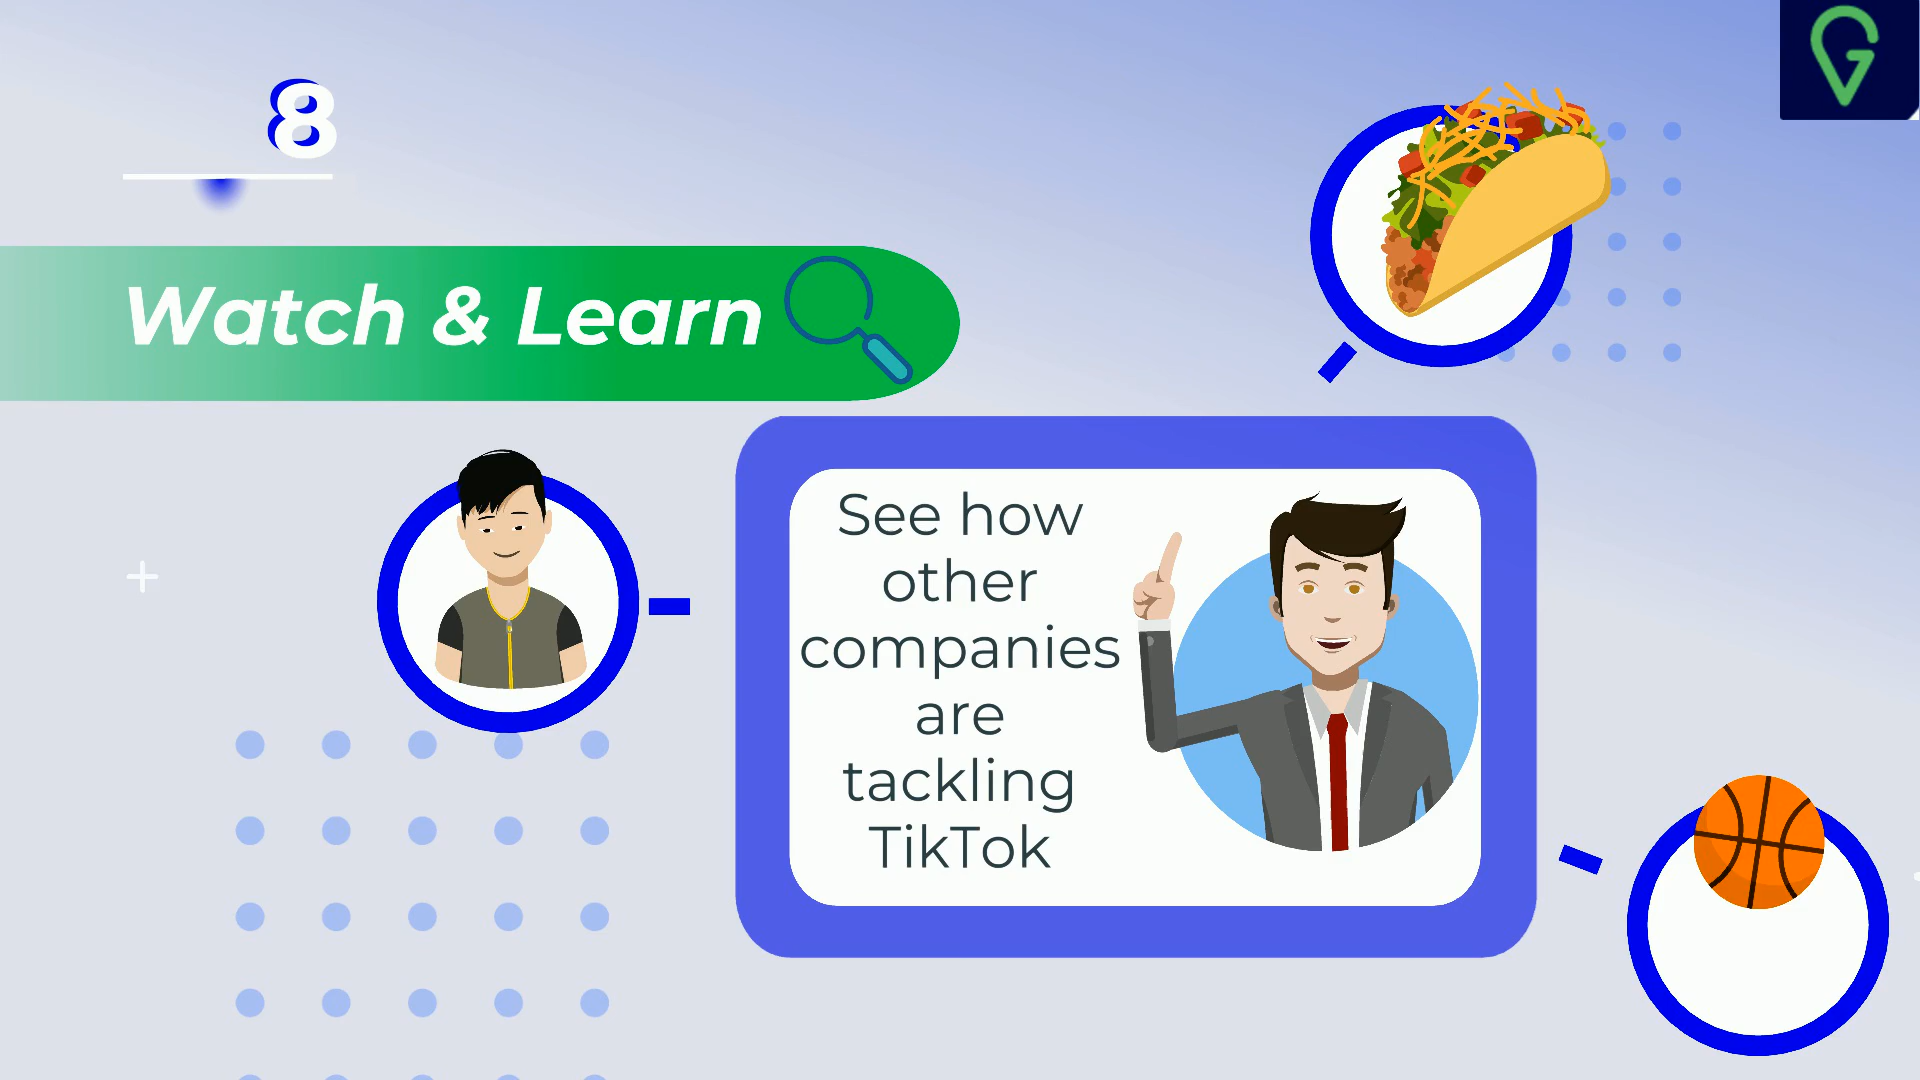 8
Watch & Learn
See how
other
companies
are
tackling
TikTok